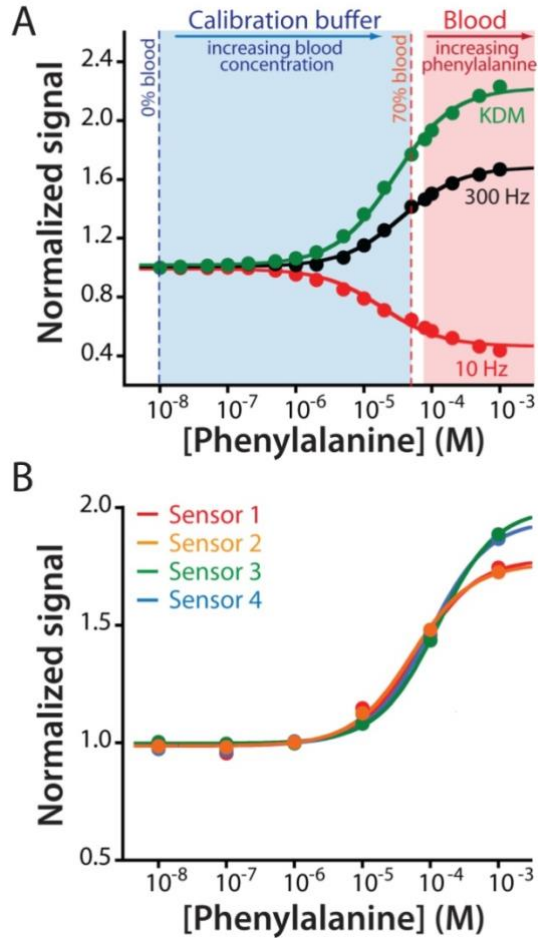 A
Calibration buffer
increasing blood
concentration
Blood
increasing
phenylalanine
0% blood
70% blood
KDM
300 Hz
10 Hz
Normalized signal
2.4
2.0
1.6
1.2
0.8
0.4
10⁻⁸ 10⁻⁷ 10⁻⁶ 10⁻⁵ 10⁻⁴ 10⁻³
[Phenylalanine] (M)
B
Sensor 1
Sensor 2
Sensor 3
Sensor 4
Normalized signal
2.0
1.5
1.0
0.5
10⁻⁸ 10⁻⁷ 10⁻⁶ 10⁻⁵ 10⁻⁴ 10⁻³
[Phenylalanine] (M)